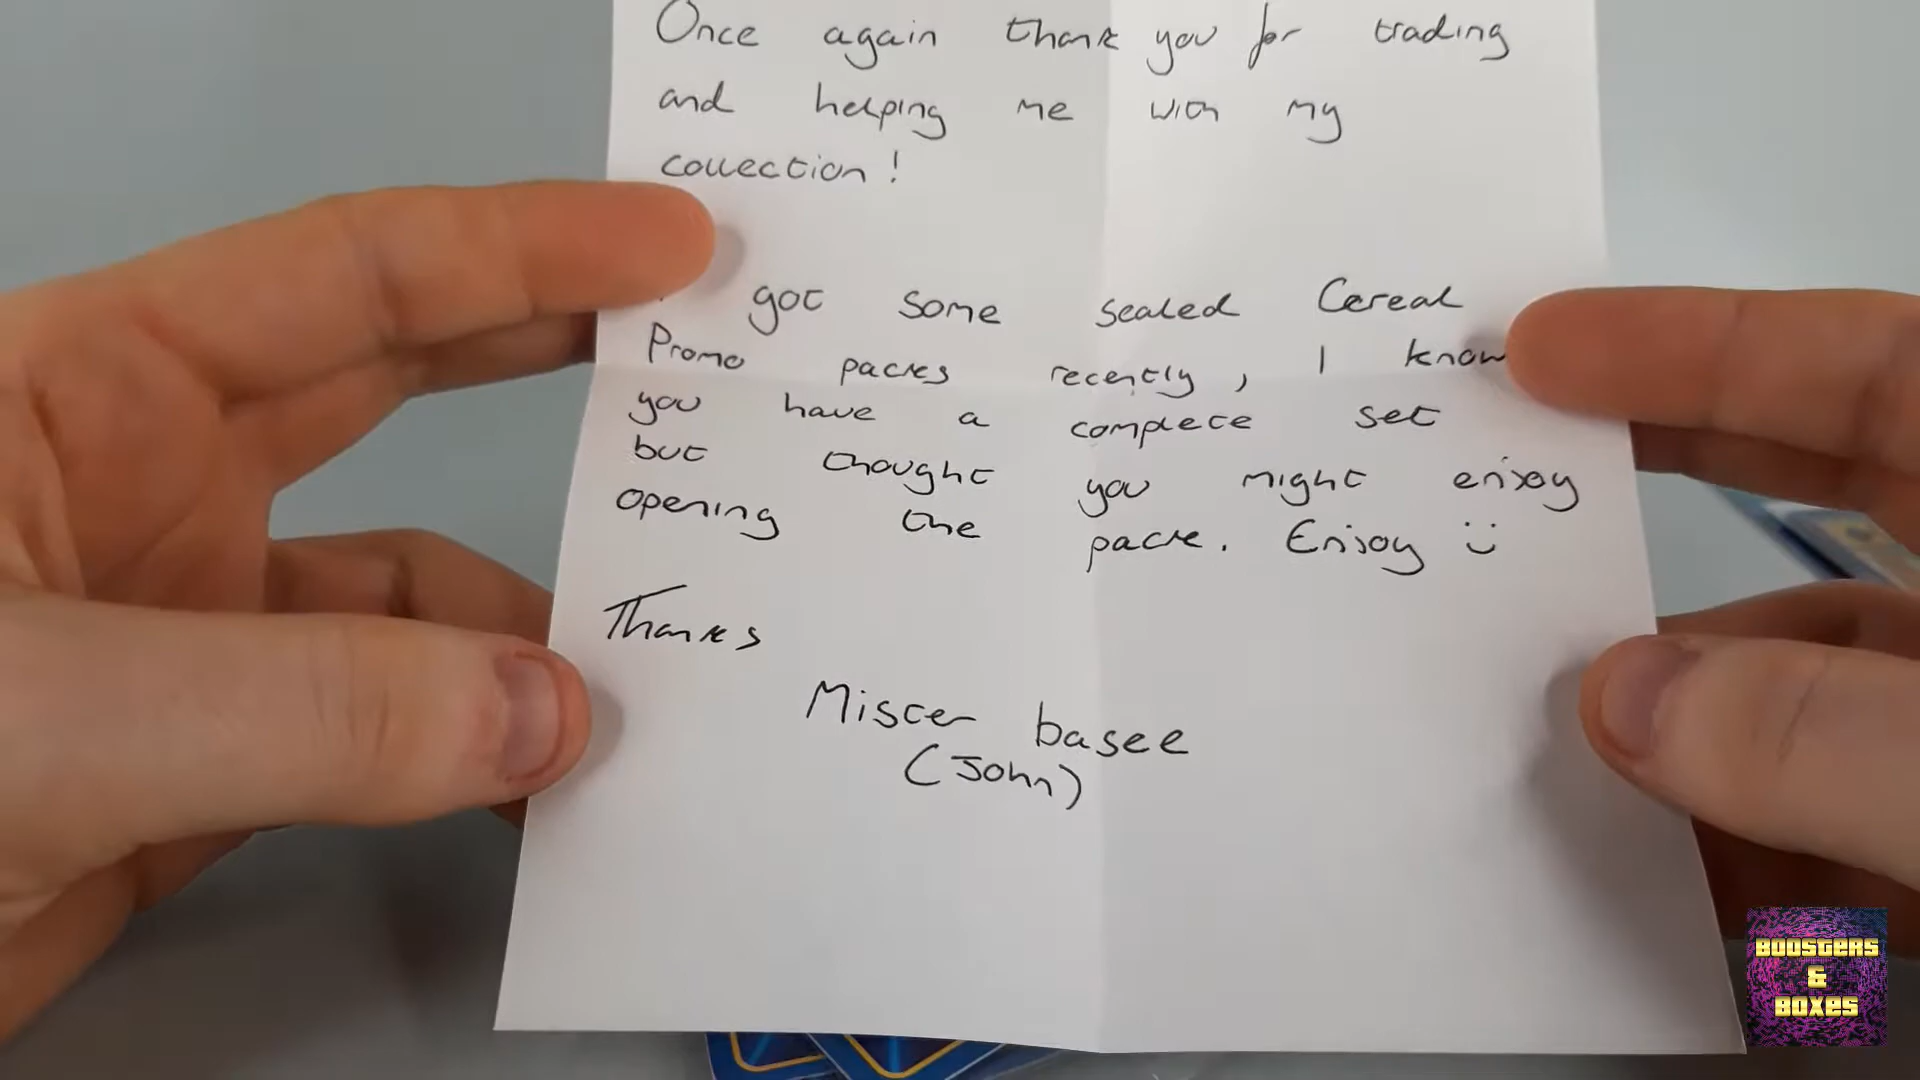 Once again thank you for trading
and helping me with my
collection!
got some sealed Cereal
Promo packs recently, I know
you have a complete set
but thought you might enjoy
opening the pack. Enjoy :)
Thanks
Mister basee
(John)
BOOSTERS
&
BOXES